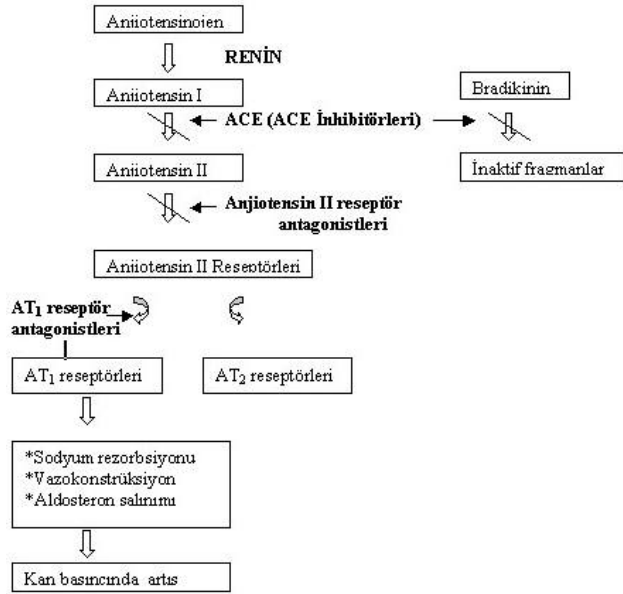 Anjiotensinojen
RENİN
Anjiotensin I
Bradikinin
ACE (ACE İnhibitörleri)
Anjiotensin II
İnaktif fragmanlar
Anjiotensin II reseptör
antagonistleri
Anjiotensin II Reseptörleri
AT₁ reseptör
antagonistleri
AT₁ reseptörleri
AT₂ reseptörleri
*Sodyum rezorbsiyonu
*Vazokonstrüksiyon
*Aldosteron salınımı
Kan basıncında artış